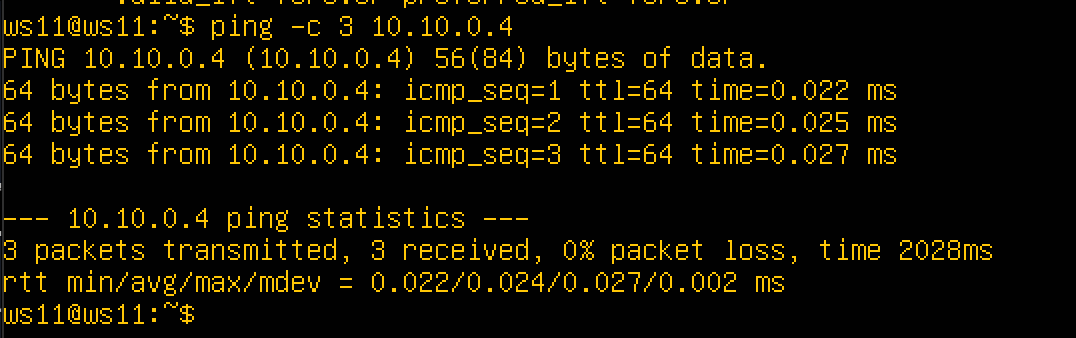 ws11@ws11:~$ ping -c 3 10.10.0.4
PING 10.10.0.4 (10.10.0.4) 56(84) bytes of data.
64 bytes from 10.10.0.4: icmp_seq=1 ttl=64 time=0.022 ms
64 bytes from 10.10.0.4: icmp_seq=2 ttl=64 time=0.025 ms
64 bytes from 10.10.0.4: icmp_seq=3 ttl=64 time=0.027 ms
--- 10.10.0.4 ping statistics ---
3 packets transmitted, 3 received, 0% packet loss, time 2028ms
rtt min/avg/max/mdev = 0.022/0.024/0.027/0.002 ms
ws11@ws11:~$